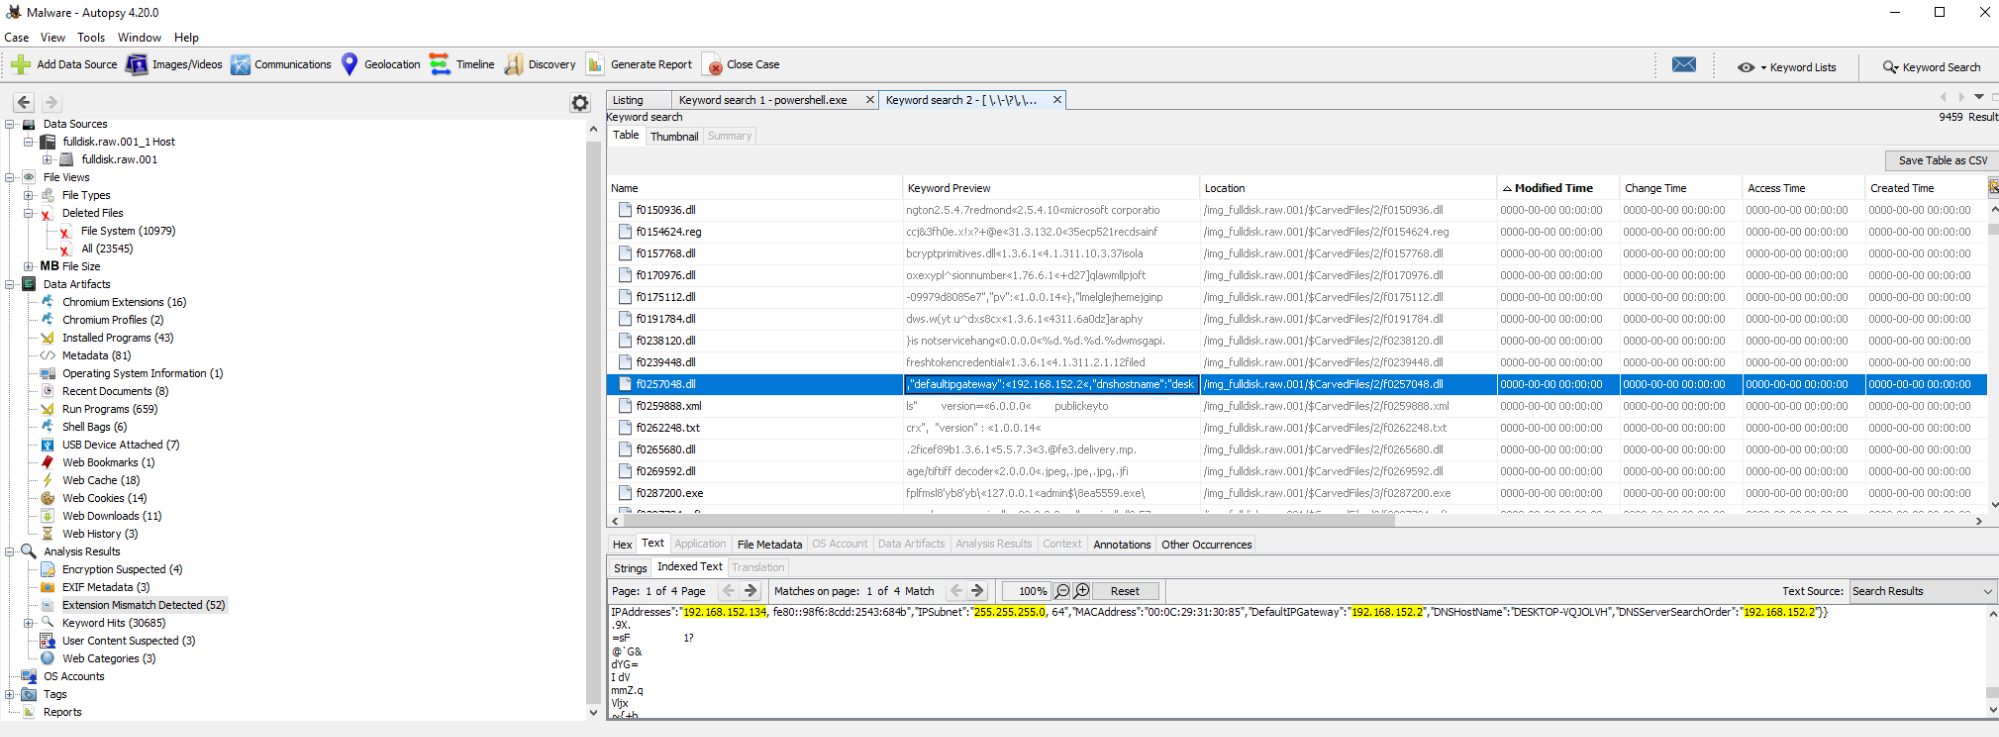 Malware - Autopsy 4.20.0
Case View Tools Window Help
Add Data Source Images/Videos Communications Geolocation Timeline Discovery Generate Report Close Case Keyword Lists Keyword Search
Data Sources
fulldisk.raw.001_1 Host
fulldisk.raw.001
File Views
File Types
Deleted Files
File System (10979)
All (23545)
MB File Size
Data Artifacts
Chromium Extensions (16)
Chromium Profiles (2)
Installed Programs (43)
Metadata (81)
Operating System Information (1)
Recent Documents (8)
Run Programs (659)
Shell Bags (6)
USB Device Attached (7)
Web Bookmarks (1)
Web Cache (18)
Web Cookies (14)
Web Downloads (11)
Web History (3)
Analysis Results
Encryption Suspected (4)
EXIF Metadata (3)
Extension Mismatch Detected (52)
Keyword Hits (30685)
User Content Suspected (3)
Web Categories (3)
OS Accounts
Tags
Reports
Listing Keyword search 1 - powershell.exe Keyword search 2 - [ \.\-\?\,\...
Keyword search 9459 Result
Table Thumbnail Summary
Save Table as CSV
Name Keyword Preview Location Modified Time Change Time Access Time Created Time
f0150936.dll ngton2.5.4.7redmond«2.5.4.10«microsoft corporatio /img_fulldisk.raw.001/$CarvedFiles/2/f0150936.dll 0000-00-00 00:00:00 0000-00-00 00:00:00 0000-00-00 00:00:00 0000-00-00 00:00:00
f0154624.reg ccj&3fh0e.x!x?+@e«31.3.132.0«35ecp521recdsainf /img_fulldisk.raw.001/$CarvedFiles/2/f0154624.reg 0000-00-00 00:00:00 0000-00-00 00:00:00 0000-00-00 00:00:00 0000-00-00 00:00:00
f0157768.dll bcryptprimitives.dll«1.3.6.1«4.1.311.10.3.37isola /img_fulldisk.raw.001/$CarvedFiles/2/f0157768.dll 0000-00-00 00:00:00 0000-00-00 00:00:00 0000-00-00 00:00:00 0000-00-00 00:00:00
f0170976.dll oxexypl^sionnumber«1.76.6.1«+d27]qlawmllpjoft /img_fulldisk.raw.001/$CarvedFiles/2/f0170976.dll 0000-00-00 00:00:00 0000-00-00 00:00:00 0000-00-00 00:00:00 0000-00-00 00:00:00
f0175112.dll -09979d8085e7","pv":«1.0.0.14«},"lmelglejhemejginp /img_fulldisk.raw.001/$CarvedFiles/2/f0175112.dll 0000-00-00 00:00:00 0000-00-00 00:00:00 0000-00-00 00:00:00 0000-00-00 00:00:00
f0191784.dll dws.w(yt u^dxs8cx«1.3.6.1«4311.6a0dz]araphy /img_fulldisk.raw.001/$CarvedFiles/2/f0191784.dll 0000-00-00 00:00:00 0000-00-00 00:00:00 0000-00-00 00:00:00 0000-00-00 00:00:00
f0238120.dll }is notservicehang«0.0.0.0«%d.%d.%d.%dwmsgapi. /img_fulldisk.raw.001/$CarvedFiles/2/f0238120.dll 0000-00-00 00:00:00 0000-00-00 00:00:00 0000-00-00 00:00:00 0000-00-00 00:00:00
f0239448.dll freshtokencredential«1.3.6.1«4.1.311.2.1.12filed /img_fulldisk.raw.001/$CarvedFiles/2/f0239448.dll 0000-00-00 00:00:00 0000-00-00 00:00:00 0000-00-00 00:00:00 0000-00-00 00:00:00
f0257048.dll ,"defaultipgateway":«192.168.152.2«,"dnshostname":"desk /img_fulldisk.raw.001/$CarvedFiles/2/f0257048.dll 0000-00-00 00:00:00 0000-00-00 00:00:00 0000-00-00 00:00:00 0000-00-00 00:00:00
f0259888.xml ls" version=«6.0.0.0« publickeyto /img_fulldisk.raw.001/$CarvedFiles/2/f0259888.xml 0000-00-00 00:00:00 0000-00-00 00:00:00 0000-00-00 00:00:00 0000-00-00 00:00:00
f0262248.txt crx", "version" : «1.0.0.14« /img_fulldisk.raw.001/$CarvedFiles/2/f0262248.txt 0000-00-00 00:00:00 0000-00-00 00:00:00 0000-00-00 00:00:00 0000-00-00 00:00:00
f0265680.dll .2ficef89b1.3.6.1«5.5.7.3«3.@fe3.delivery.mp. /img_fulldisk.raw.001/$CarvedFiles/2/f0265680.dll 0000-00-00 00:00:00 0000-00-00 00:00:00 0000-00-00 00:00:00 0000-00-00 00:00:00
f0269592.dll age/tiftiff decoder«2.0.0.0«.jpeg,.jpe,.jpg,.jfi /img_fulldisk.raw.001/$CarvedFiles/2/f0269592.dll 0000-00-00 00:00:00 0000-00-00 00:00:00 0000-00-00 00:00:00 0000-00-00 00:00:00
f0287200.exe fplfmsl8'yb8'yb\«127.0.0.1«admin$\8ea5559.exe\ /img_fulldisk.raw.001/$CarvedFiles/3/f0287200.exe 0000-00-00 00:00:00 0000-00-00 00:00:00 0000-00-00 00:00:00 0000-00-00 00:00:00
Hex Text Application File Metadata OS Account Data Artifacts Analysis Results Context Annotations Other Occurrences
Strings Indexed Text Translation
Page: 1 of 4 Page Matches on page: 1 of 4 Match 100% Reset Text Source: Search Results
IPAddresses":"192.168.152.134, fe80::98f6:8cdd:2543:684b","IPSubnet":"255.255.255.0, 64","MACAddress":"00:0C:29:31:30:85","DefaultIPGateway":"192.168.152.2","DNSHostName":"DESKTOP-VQJOLVH","DNSServerSearchOrder":"192.168.152.2"}}
.9X.
=sF 1?
@`G&
dYG=
I dV
mmZ.q
Vljx
~{+b